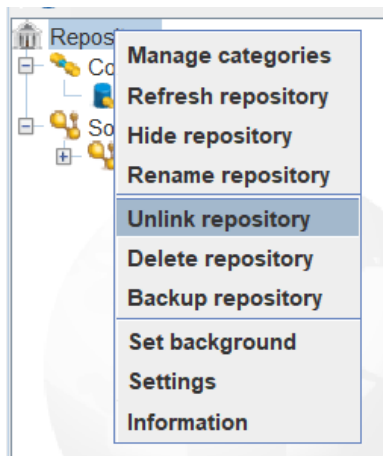 Manage categories
Refresh repository
Hide repository
Rename repository
Unlink repository
Delete repository
Backup repository
Set background
Settings
Information